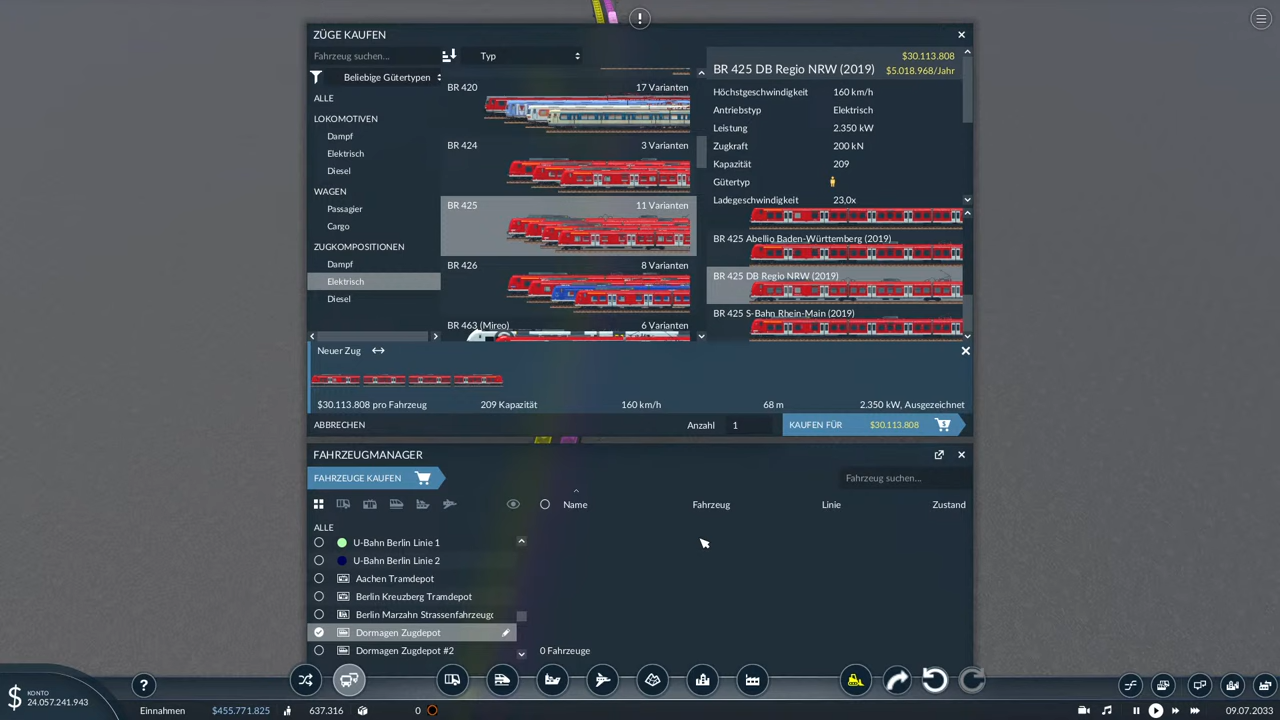 ZÜGE KAUFEN
Fahrzeug suchen...
Typ
Beliebige Gütertypen
ALLE
LOKOMOTIVEN
Dampf
Elektrisch
Diesel
WAGEN
Passagier
Cargo
ZUGKOMPOSITIONEN
Dampf
Elektrisch
Diesel
BR 420 17 Varianten
BR 424 3 Varianten
BR 425 11 Varianten
BR 426 8 Varianten
BR 463 (Mireo) 6 Varianten
$30.113.808
BR 425 DB Regio NRW (2019) $5.018.968/Jahr
Höchstgeschwindigkeit 160 km/h
Antriebstyp Elektrisch
Leistung 2.350 kW
Zugkraft 200 kN
Kapazität 209
Gütertyp
Ladegeschwindigkeit 23,0x
BR 425 Abellio Baden-Württemberg (2019)
BR 425 DB Regio NRW (2019)
BR 425 S-Bahn Rhein-Main (2019)
Neuer Zug
$30.113.808 pro Fahrzeug 209 Kapazität 160 km/h 68 m 2.350 kW, Ausgezeichnet
ABBRECHEN Anzahl 1 KAUFEN FÜR $30.113.808
FAHRZEUGMANAGER
FAHRZEUGE KAUFEN Fahrzeug suchen...
Name Fahrzeug Linie Zustand
ALLE
U-Bahn Berlin Linie 1
U-Bahn Berlin Linie 2
Aachen Tramdepot
Berlin Kreuzberg Tramdepot
Berlin Marzahn Strassenfahrzeugd
Dormagen Zugdepot
Dormagen Zugdepot #2 0 Fahrzeuge
KONTO
$ 24.057.241.943
Einnahmen $455.771.825 637.316 0 09.07.2033